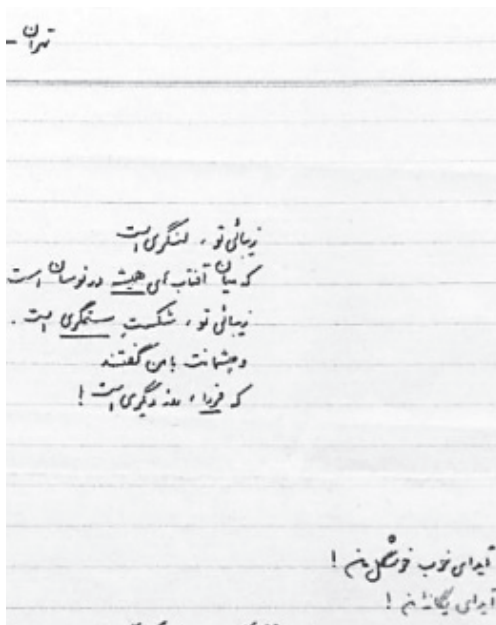 تهران -
زیبائی تو، لنگری است
که میان آفتاب‌های همیشه در نوسان است
زیبائی تو، شکستِ ستمگری است.
و چشمانت با من گفتند
که فردا، روز دیگری است!
آیدای خوب خوشگل من!
آیدای یگانهٔ من!